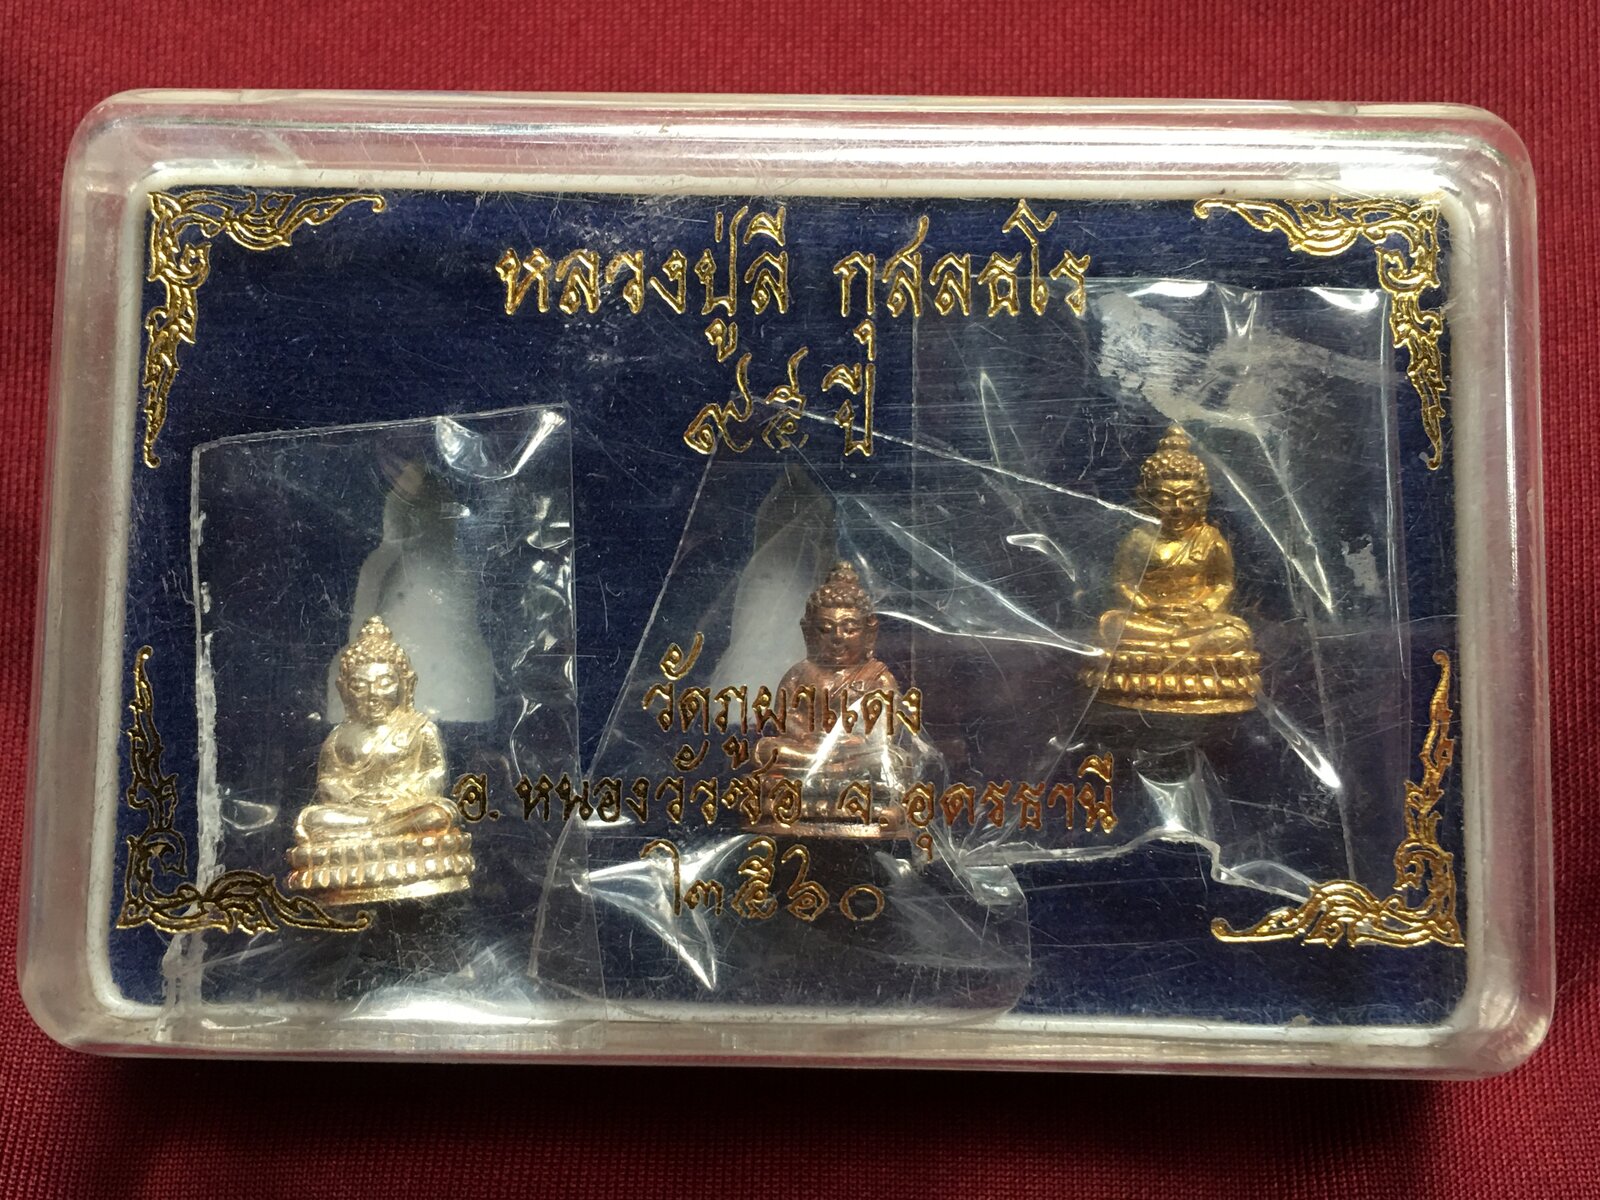 หลวงปู่ลี กุสลธโร
๙๕ ปี
วัดภูผาแดง
อ. หนองวัวซอ จ. อุดรธานี
๒๕๖๐